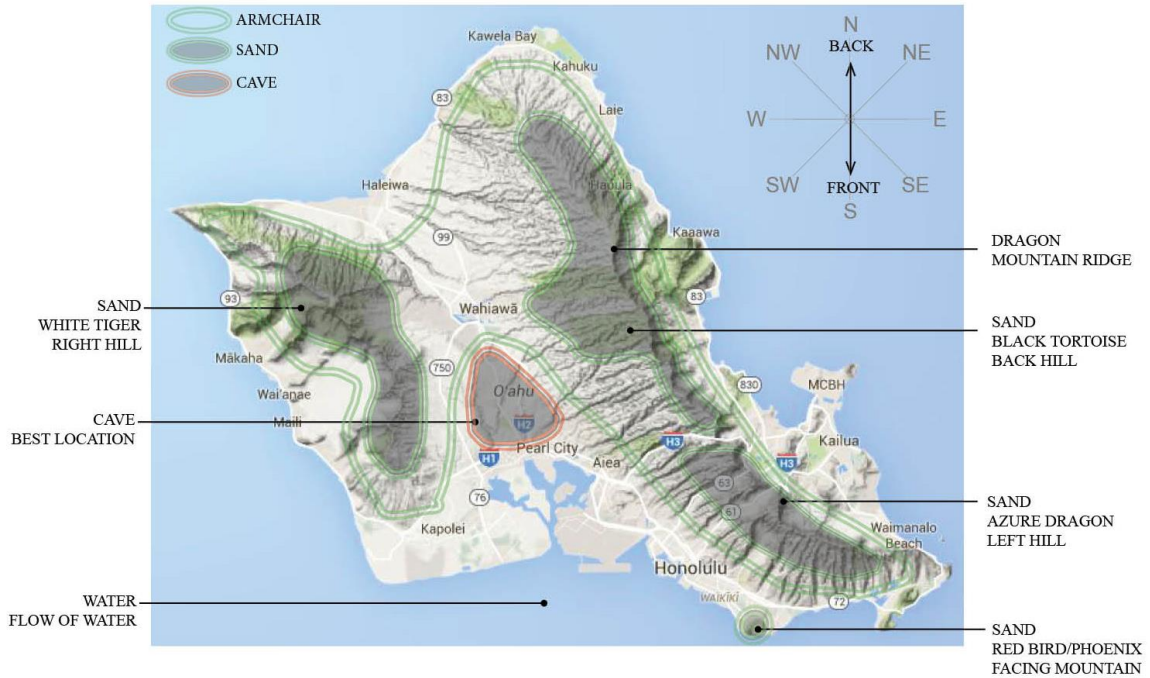 ARMCHAIR
SAND
CAVE
N
BACK
NW
NE
W
E
SW
FRONT
SE
S
Kawela Bay
Kahuku
83
Laie
Haleiwa
Hauula
99
Kaaawa
DRAGON
MOUNTAIN RIDGE
93
83
SAND
WHITE TIGER
RIGHT HILL
Wahiawā
SAND
BLACK TORTOISE
BACK HILL
Mākaha
750
830
MCBH
Wai'anae
O'ahu
Maili
CAVE
BEST LOCATION
H2
Pearl City
H3
Kailua
H1
Aiea
H3
76
63
61
Kapolei
SAND
AZURE DRAGON
LEFT HILL
Waimanalo
Beach
Honolulu
WATER
FLOW OF WATER
WAIKĪKĪ
72
SAND
RED BIRD/PHOENIX
FACING MOUNTAIN